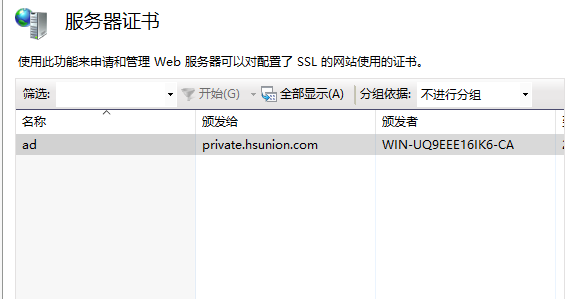 服务器证书
使用此功能来申请和管理 Web 服务器可以对配置了 SSL 的网站使用的证书。
筛选: 开始(G) 全部显示(A) 分组依据: 不进行分组
名称 颁发给 颁发者
ad private.hsunion.com WIN-UQ9EEE16IK6-CA